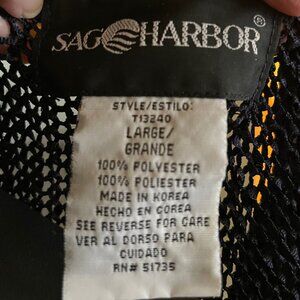 SAG HARBOR®
STYLE/ESTILO:
T13240
LARGE/
GRANDE
100% POLYESTER
100% POLIESTER
MADE IN KOREA
HECHO EN COREA
SEE REVERSE FOR CARE
VER AL DORSO PARA
CUIDADO
RN# 51735